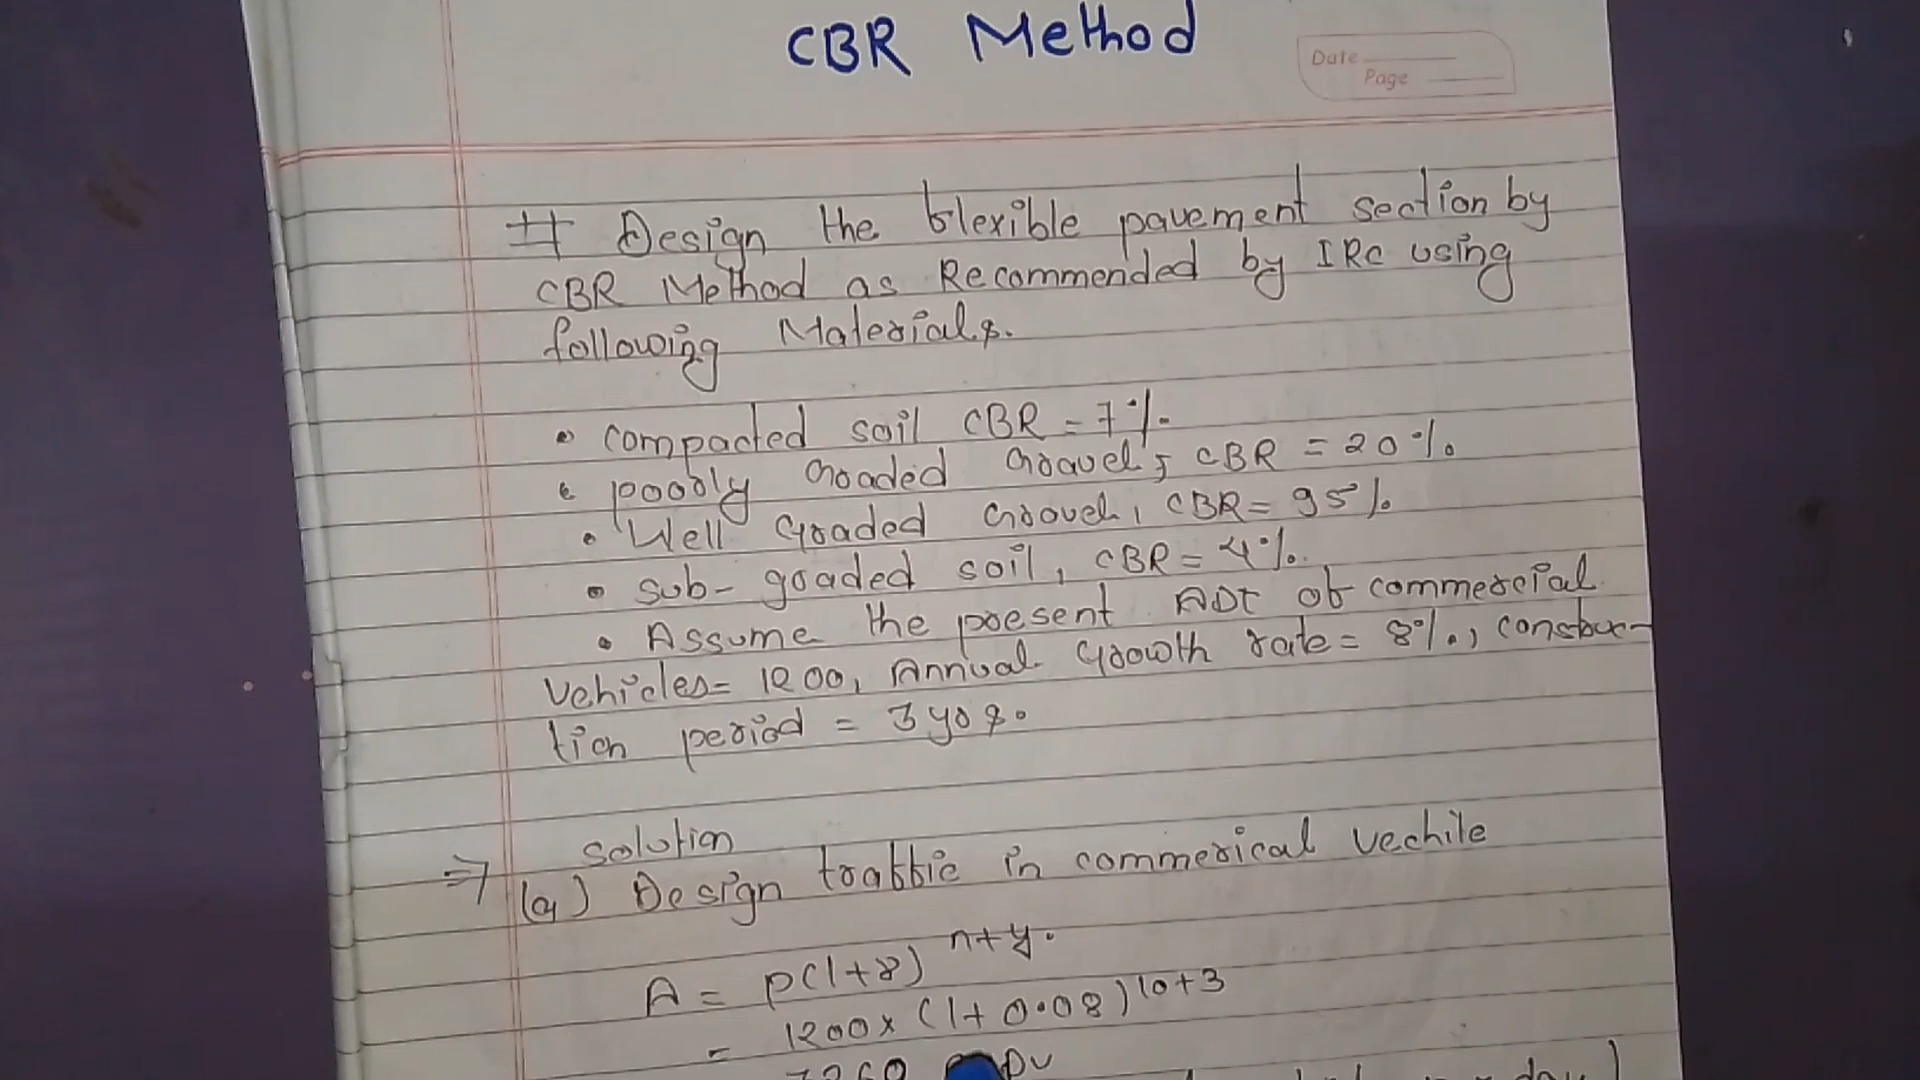 CBR Method
Date
Page
# Design the flexible pavement section by
CBR Method as Recommended by IRC using
following Materials.
• compacted soil CBR = 7%.
• poorly Graded Gravel, CBR = 20%.
• Well Graded Gravel, CBR = 95%.
• sub-graded soil, CBR = 4%.
• Assume the present ADT of commercial
vehicles = 1200, Annual Growth rate = 8%, construc-
tion period = 3 yrs.
solution
⇒ (a) Design traffic in commerical vechile
A = P(1+r)^n+y.
= 1200 x (1+0.08)^10+3